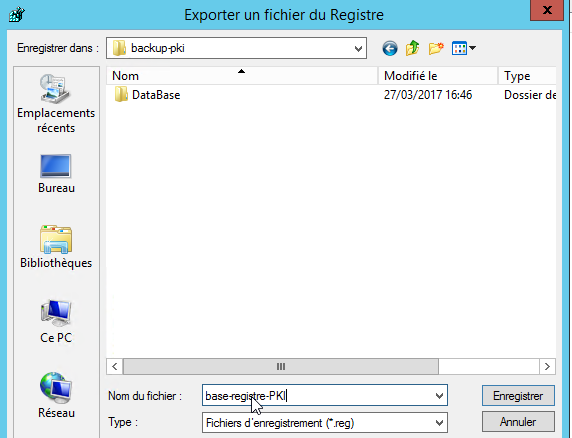 Exporter un fichier du Registre
x
Enregistrer dans : backup-pki
Nom Modifié le Type
DataBase 27/03/2017 16:46 Dossier de
Emplacements
récents
Bureau
Bibliothèques
Ce PC
Réseau
Nom du fichier : base-registre-PKI Enregistrer
Type : Fichiers d'enregistrement (*.reg) Annuler